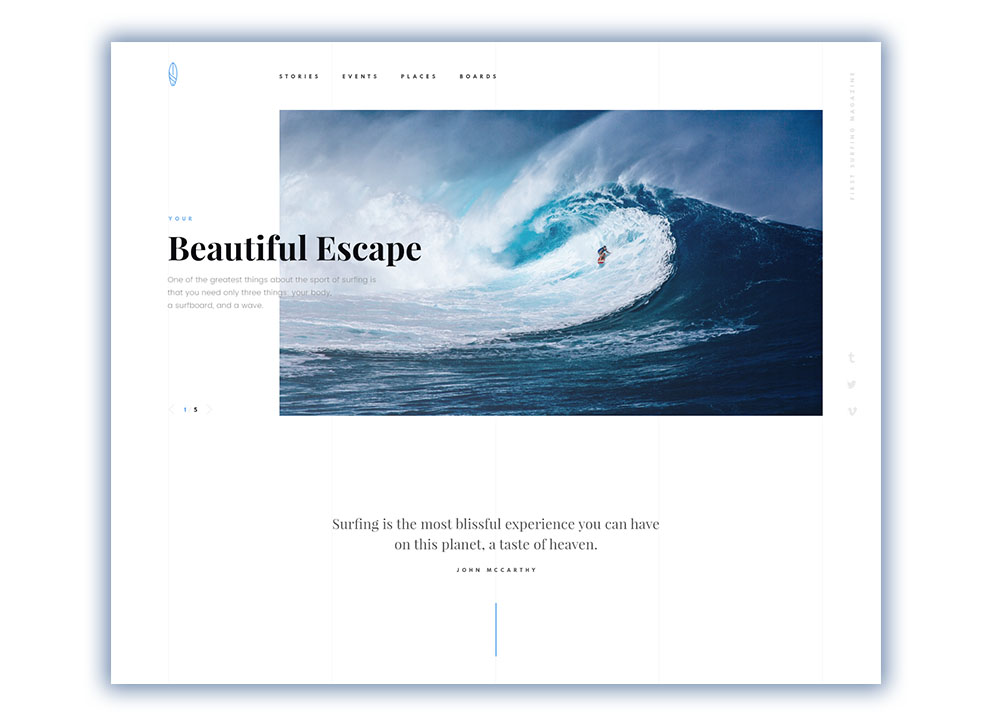 STORIES EVENTS PLACES BOARDS
FIRST SURFING MAGAZINE
YOUR
Beautiful Escape
One of the greatest things about the sport of surfing is
that you need only three things: your body,
a surfboard, and a wave.
1 5
Surfing is the most blissful experience you can have
on this planet, a taste of heaven.
JOHN MCCARTHY